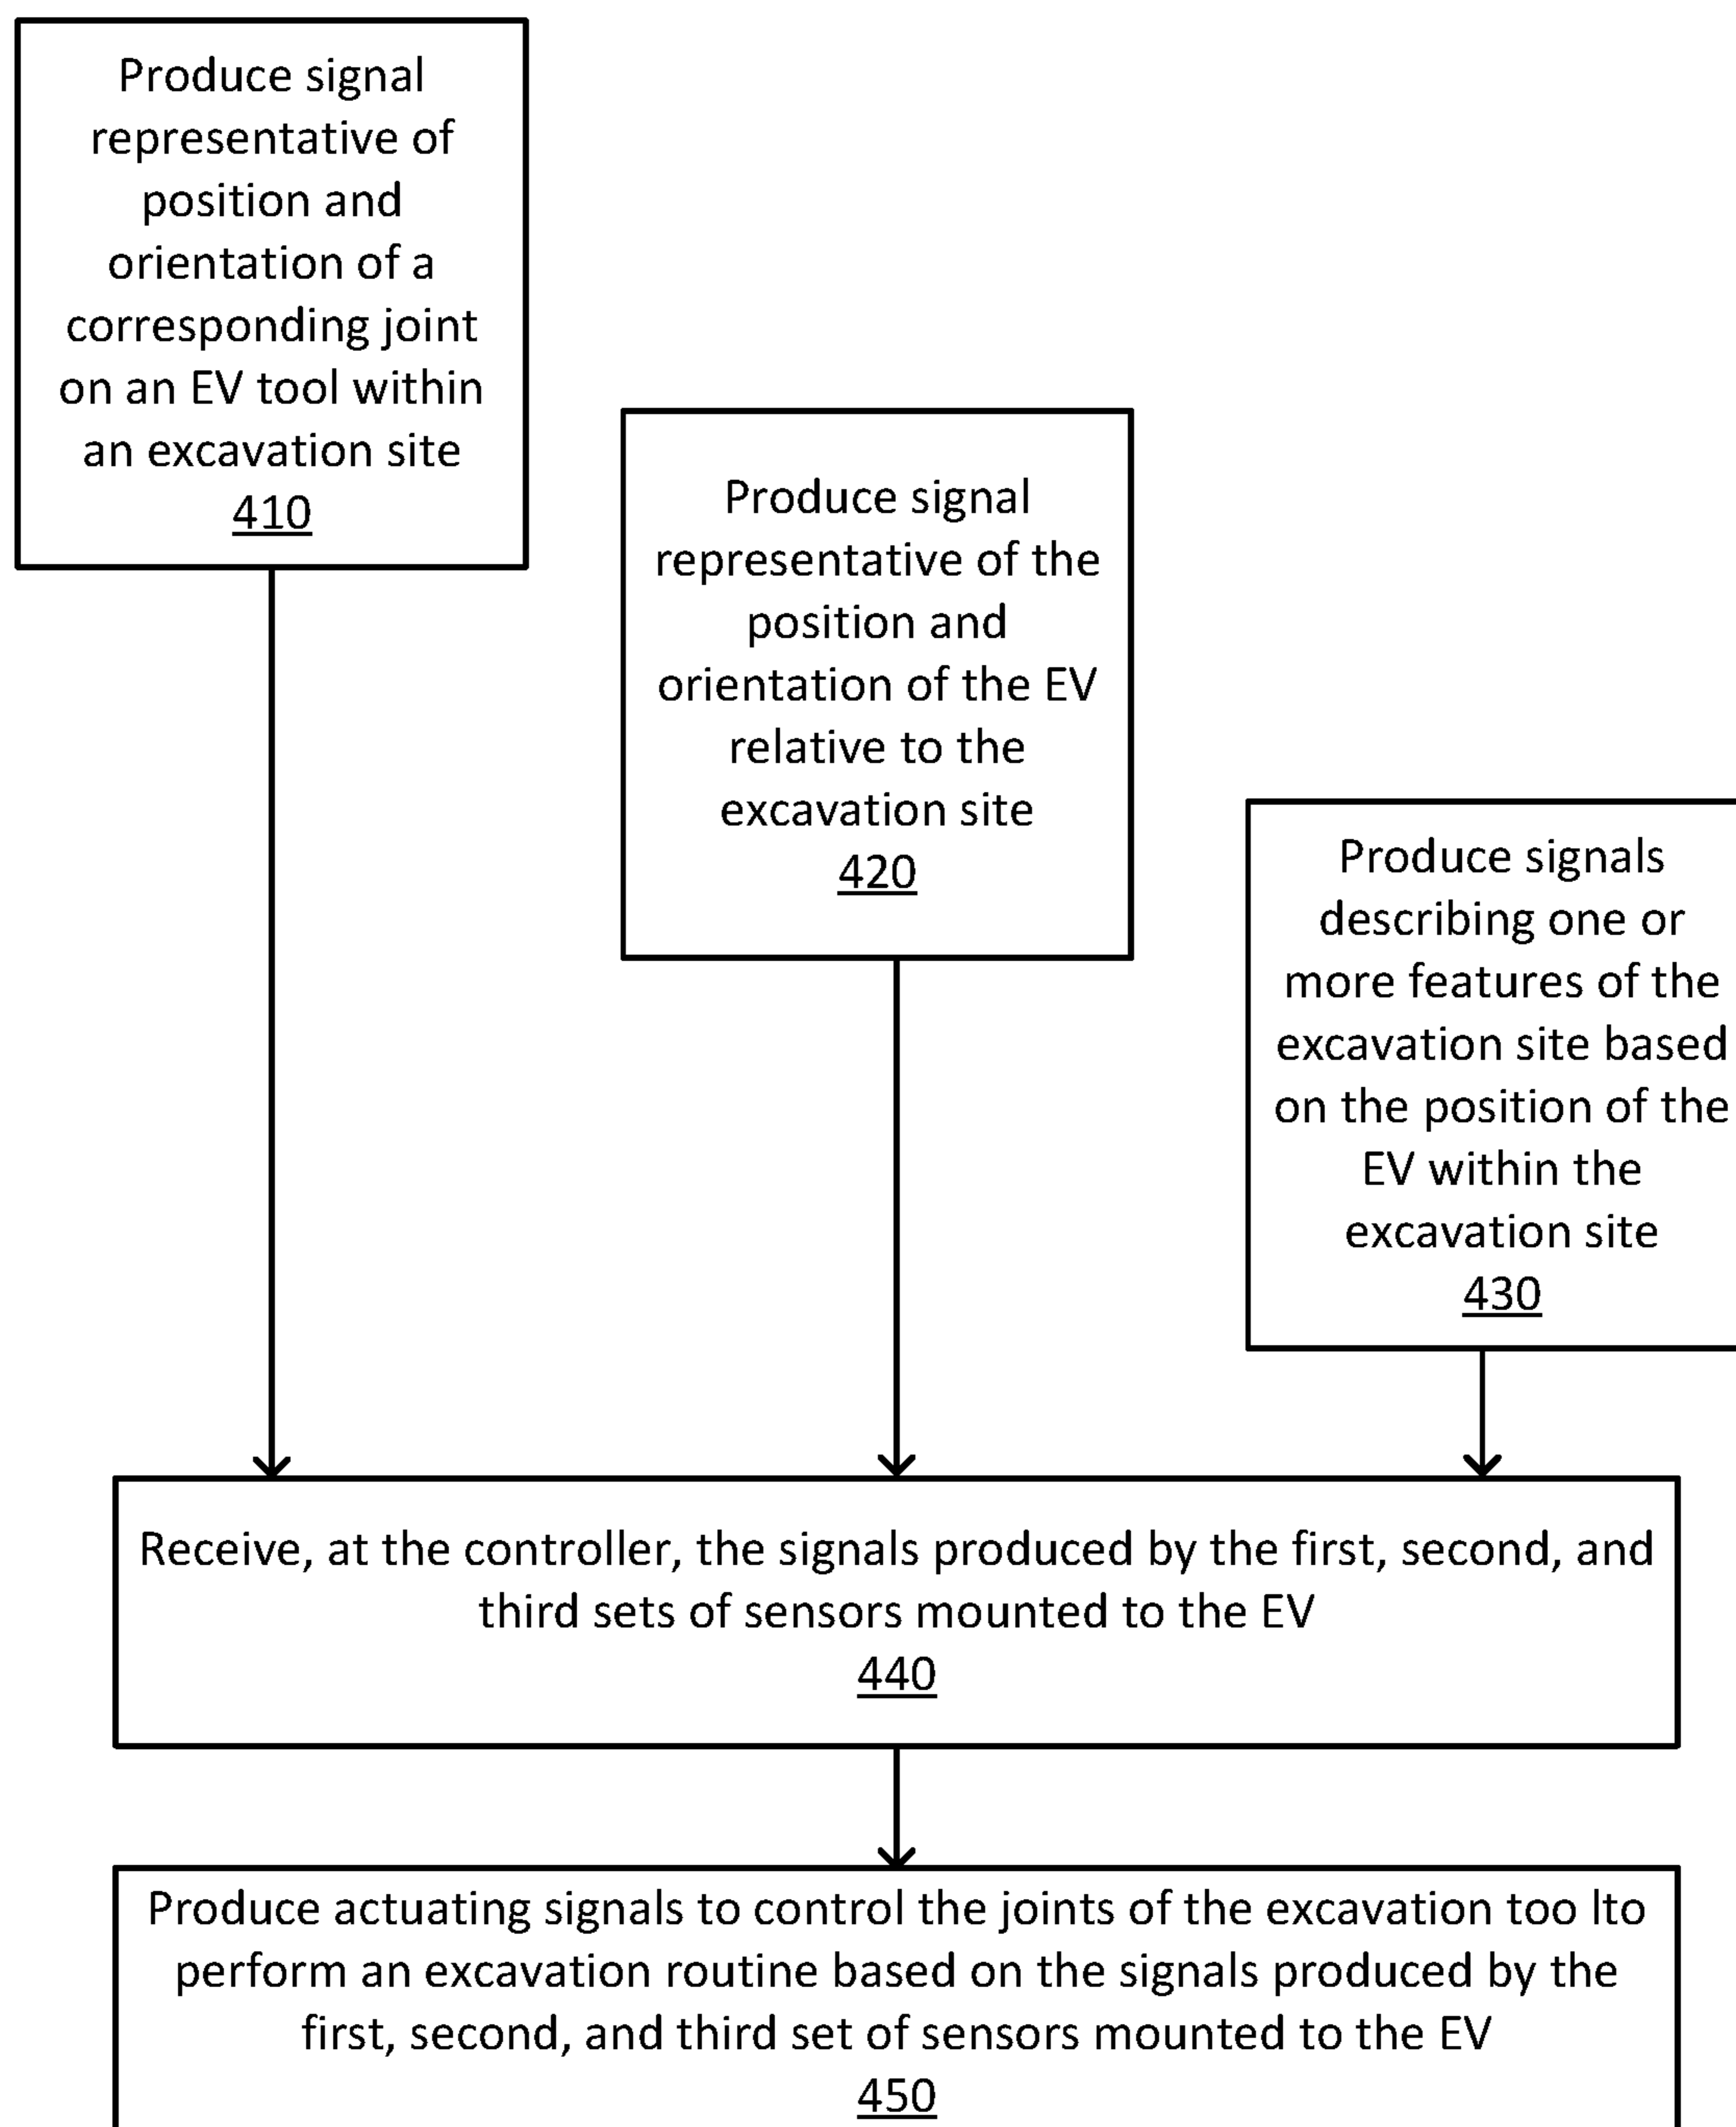 Produce signal
representative of
position and
orientation of a
corresponding joint
on an EV tool within
an excavation site
410
Produce signal
representative of the
position and
orientation of the EV
relative to the
excavation site
420
Produce signals
describing one or
more features of the
excavation site based
on the position of the
EV within the
excavation site
430
Receive, at the controller, the signals produced by the first, second, and
third sets of sensors mounted to the EV
440
Produce actuating signals to control the joints of the excavation too lto
perform an excavation routine based on the signals produced by the
first, second, and third set of sensors mounted to the EV
450